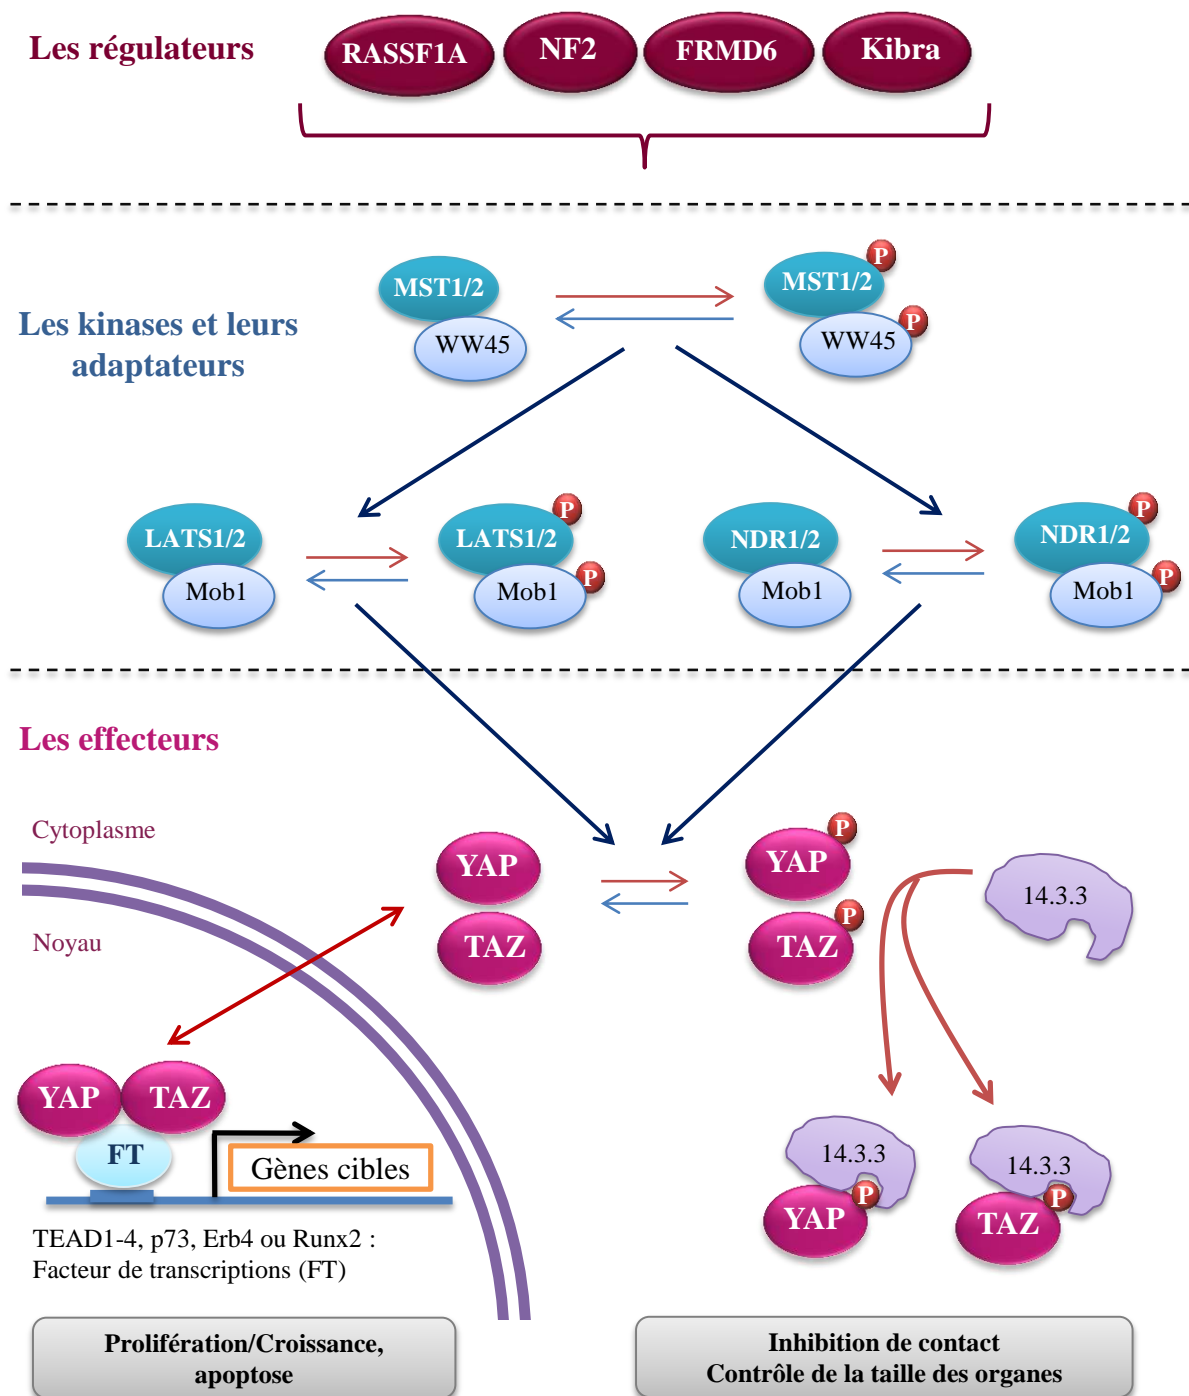 Les régulateurs
RASSF1A
NF2
FRMD6
Kibra
Les kinases et leurs
adaptateurs
MST1/2
WW45
MST1/2
P
WW45
P
LATS1/2
Mob1
LATS1/2
P
Mob1
P
NDR1/2
Mob1
NDR1/2
P
Mob1
P
Les effecteurs
Cytoplasme
Noyau
YAP
TAZ
YAP
P
TAZ
P
14.3.3
YAP
TAZ
FT
Gènes cibles
14.3.3
P
YAP
14.3.3
P
TAZ
TEAD1-4, p73, Erb4 ou Runx2 :
Facteur de transcriptions (FT)
Prolifération/Croissance,
apoptose
Inhibition de contact
Contrôle de la taille des organes